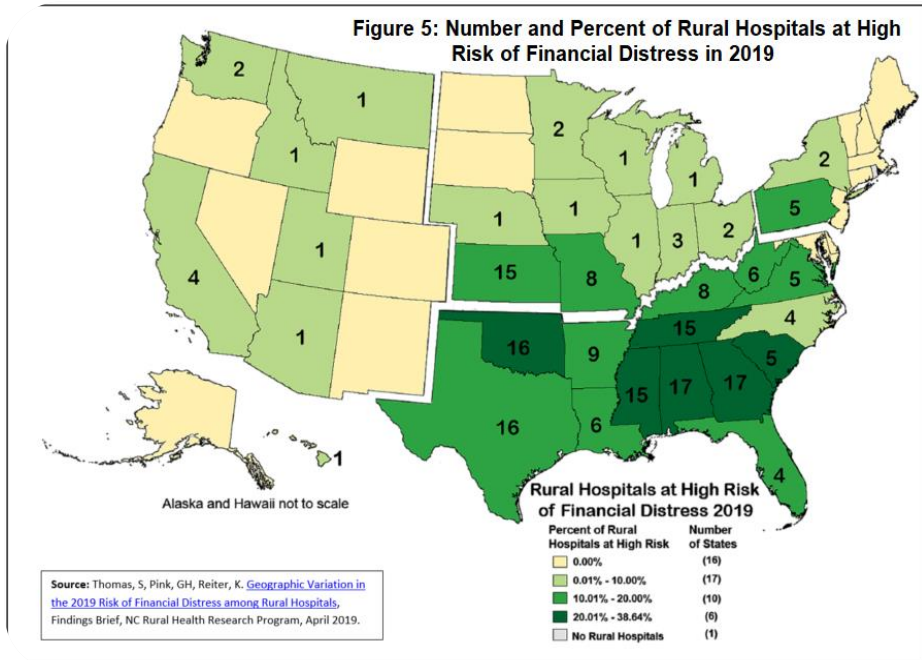 Figure 5: Number and Percent of Rural Hospitals at High
Risk of Financial Distress in 2019
2
1
1
4
1
1
2
1
1
1
1
1
3
2
2
5
15
8
8
6
5
4
16
9
15
5
15
17
17
16
6
4
1
Alaska and Hawaii not to scale
Rural Hospitals at High Risk
of Financial Distress 2019
Percent of Rural Number
Hospitals at High Risk of States
0.00% (16)
0.01% - 10.00% (17)
10.01% - 20.00% (10)
20.01% - 38.64% (6)
No Rural Hospitals (1)
Source: Thomas, S, Pink, GH, Reiter, K. Geographic Variation in
the 2019 Risk of Financial Distress among Rural Hospitals,
Findings Brief, NC Rural Health Research Program, April 2019.